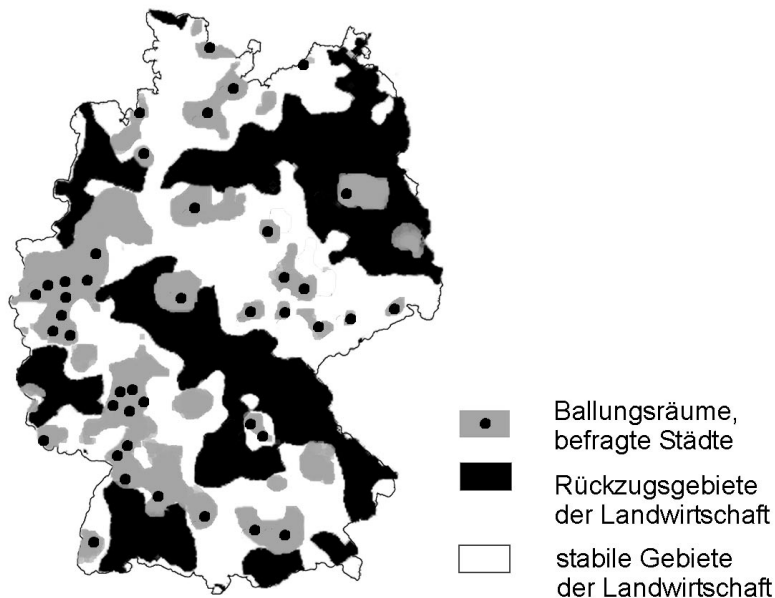 Ballungsräume,
befragte Städte
Rückzugsgebiete
der Landwirtschaft
stabile Gebiete
der Landwirtschaft